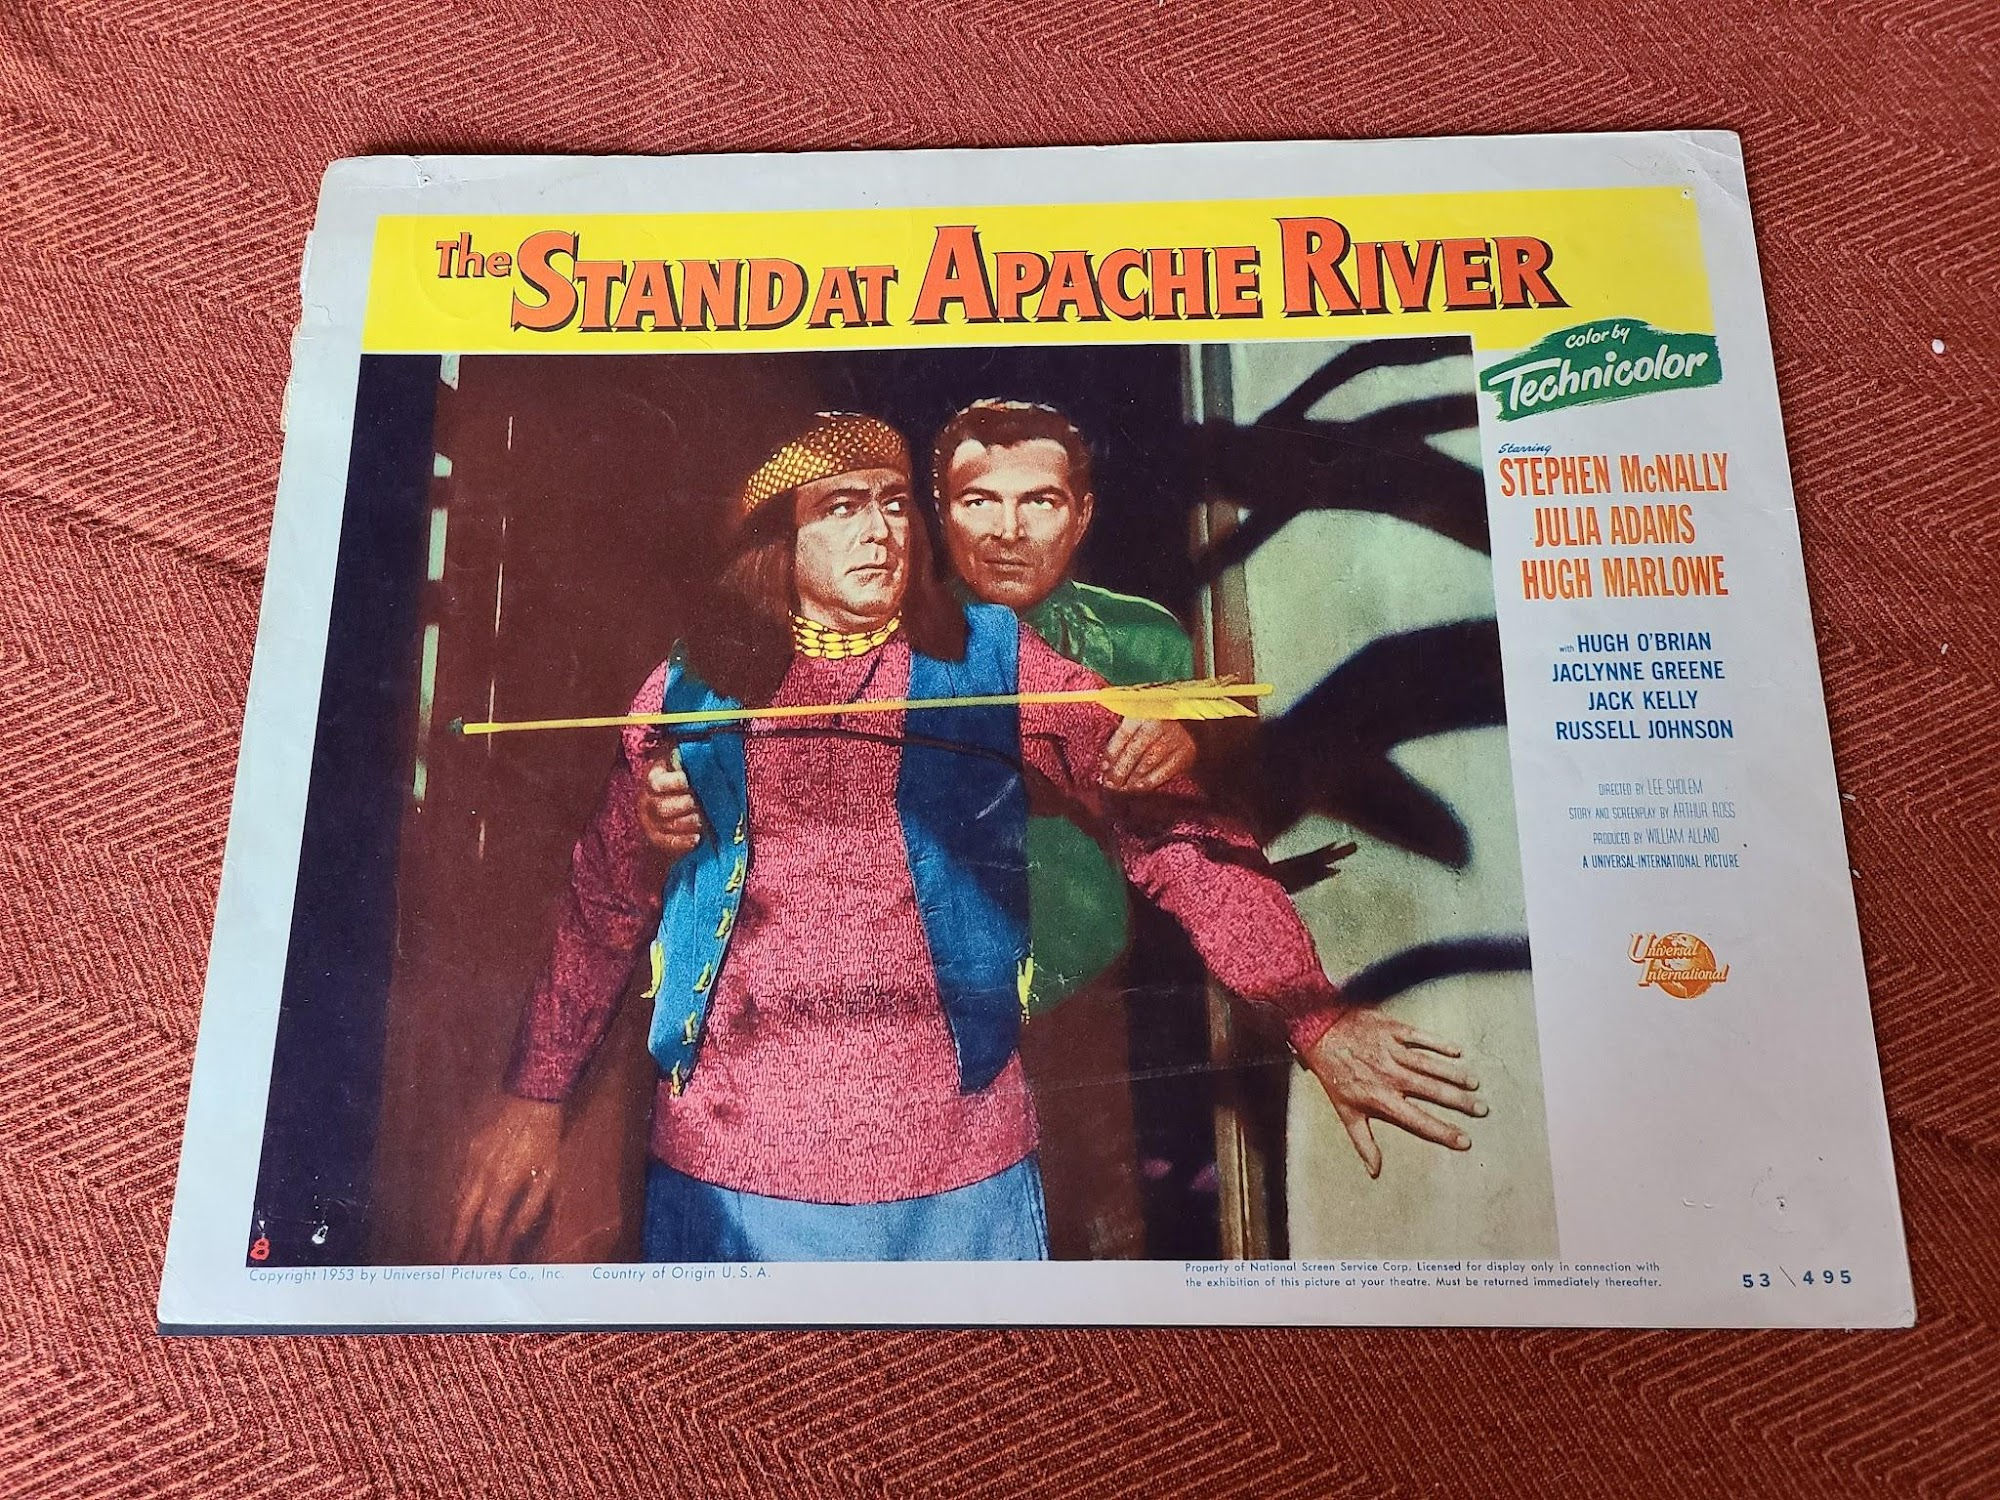 The STAND AT APACHE RIVER
Color by
Technicolor
Starring
STEPHEN McNALLY
JULIA ADAMS
HUGH MARLOWE
with HUGH O'BRIAN
JACLYNNE GREENE
JACK KELLY
RUSSELL JOHNSON
DIRECTED BY LEE SHOLEM
STORY AND SCREENPLAY BY ARTHUR ROSS
PRODUCED BY WILLIAM ALLAND
A UNIVERSAL-INTERNATIONAL PICTURE
Universal
International
8
Copyright 1953 by Universal Pictures Co., Inc. Country of Origin U. S. A.
Property of National Screen Service Corp. Licensed for display only in connection with
the exhibition of this picture at your theatre. Must be returned immediately thereafter.
53 \ 495